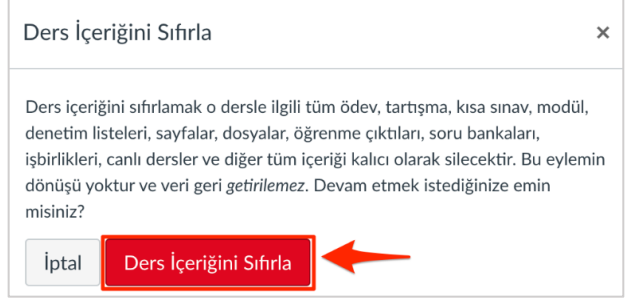 Ders İçeriğini Sıfırla ×
Ders içeriğini sıfırlamak o dersle ilgili tüm ödev, tartışma, kısa sınav, modül,
denetim listeleri, sayfalar, dosyalar, öğrenme çıktıları, soru bankaları,
işbirlikleri, canlı dersler ve diğer tüm içeriği kalıcı olarak silecektir. Bu eylemin
dönüşü yoktur ve veri geri getirilemez. Devam etmek istediğinize emin
misiniz?
İptal Ders İçeriğini Sıfırla